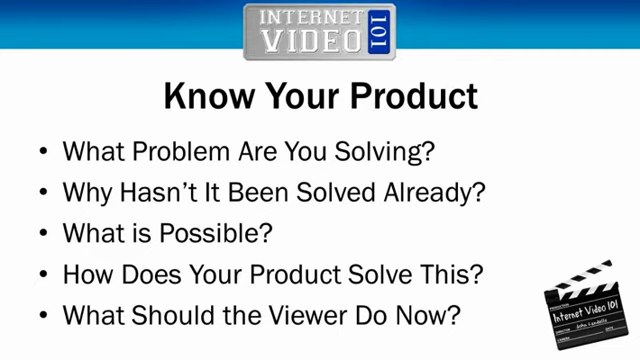 INTERNET
VIDEO
101
Know Your Product
• What Problem Are You Solving?
• Why Hasn't It Been Solved Already?
• What is Possible?
• How Does Your Product Solve This?
• What Should the Viewer Do Now?
Internet Video 101
DIRECTOR